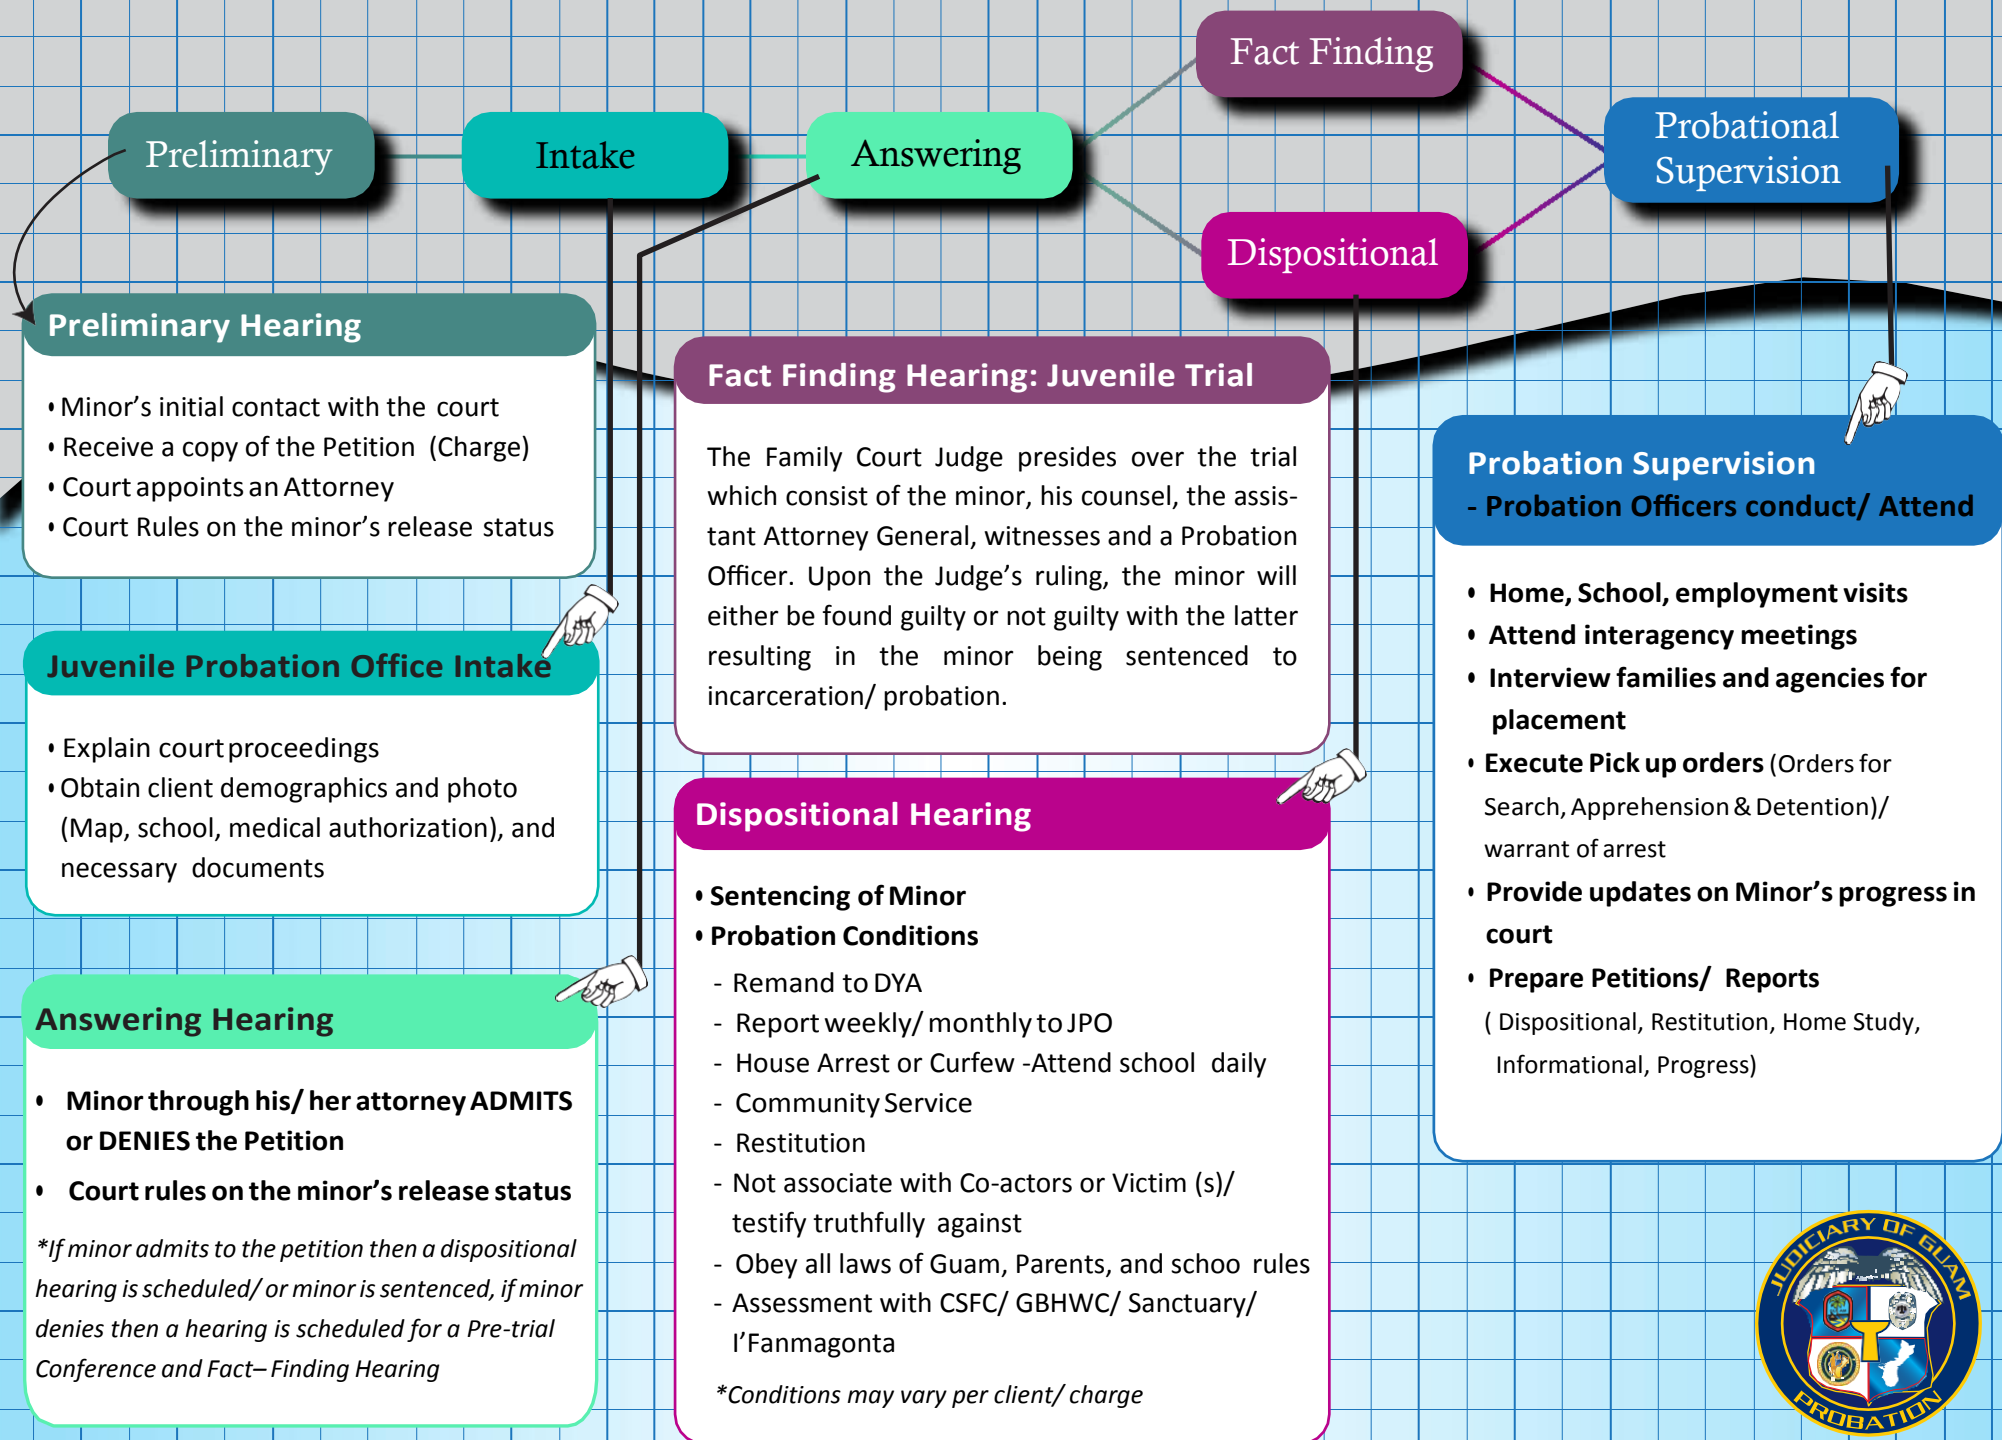 Preliminary
Intake
Answering
Fact Finding
Dispositional
Probational
Supervision
Preliminary Hearing
• Minor’s initial contact with the court
• Receive a copy of the Petition (Charge)
• Court appoints an Attorney
• Court Rules on the minor’s release status
Juvenile Probation Office Intake
• Explain court proceedings
• Obtain client demographics and photo
(Map, school, medical authorization), and
necessary documents
Answering Hearing
• Minor through his/ her attorney ADMITS
or DENIES the Petition
• Court rules on the minor’s release status
*If minor admits to the petition then a dispositional
hearing is scheduled/ or minor is sentenced, if minor
denies then a hearing is scheduled for a Pre-trial
Conference and Fact– Finding Hearing
Fact Finding Hearing: Juvenile Trial
The Family Court Judge presides over the trial
which consist of the minor, his counsel, the assis-
tant Attorney General, witnesses and a Probation
Officer. Upon the Judge’s ruling, the minor will
either be found guilty or not guilty with the latter
resulting in the minor being sentenced to
incarceration/ probation.
Dispositional Hearing
• Sentencing of Minor
• Probation Conditions
- Remand to DYA
- Report weekly/ monthly to JPO
- House Arrest or Curfew -Attend school daily
- Community Service
- Restitution
- Not associate with Co-actors or Victim (s)/
testify truthfully against
- Obey all laws of Guam, Parents, and schoo rules
- Assessment with CSFC/ GBHWC/ Sanctuary/
I’Fanmagonta
*Conditions may vary per client/ charge
Probation Supervision
- Probation Officers conduct/ Attend
• Home, School, employment visits
• Attend interagency meetings
• Interview families and agencies for
placement
• Execute Pick up orders (Orders for
Search, Apprehension & Detention)/
warrant of arrest
• Provide updates on Minor’s progress in
court
• Prepare Petitions/ Reports
( Dispositional, Restitution, Home Study,
Informational, Progress)
JUDICIARY OF GUAM
PROBATION